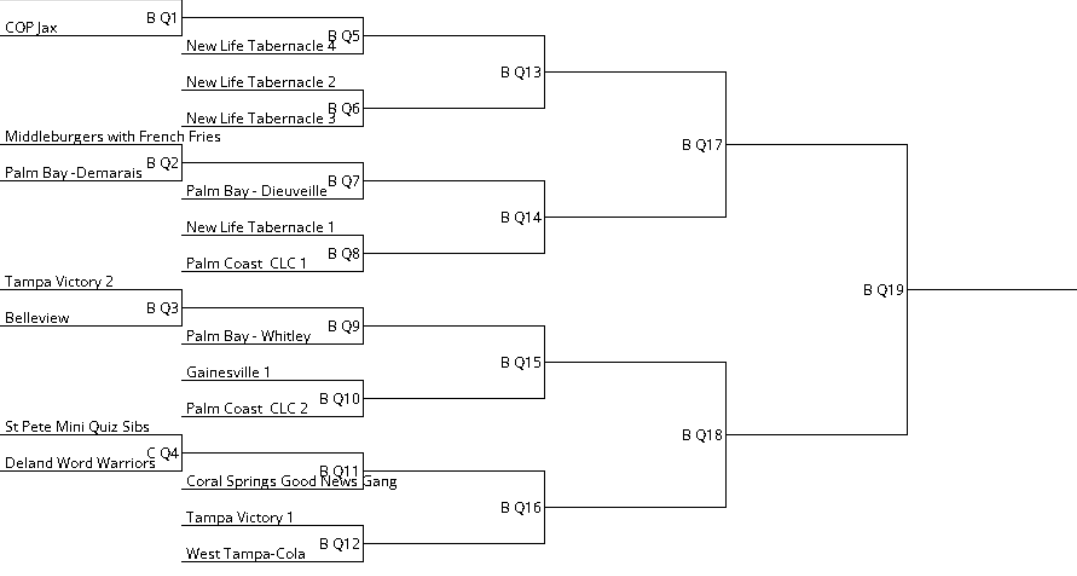 B Q1
COP Jax
B Q5
New Life Tabernacle 4
B Q13
New Life Tabernacle 2
B Q6
New Life Tabernacle 3
Middleburgers with French Fries
B Q17
B Q2
Palm Bay -Demarais
B Q7
Palm Bay - Dieuveille
B Q14
New Life Tabernacle 1
B Q8
Palm Coast  CLC 1
Tampa Victory 2
B Q19
B Q3
Belleview
B Q9
Palm Bay - Whitley
B Q15
Gainesville 1
B Q10
Palm Coast  CLC 2
St Pete Mini Quiz Sibs
B Q18
C Q4
Deland Word Warriors
B Q11
Coral Springs Good News Gang
B Q16
Tampa Victory 1
B Q12
West Tampa-Cola